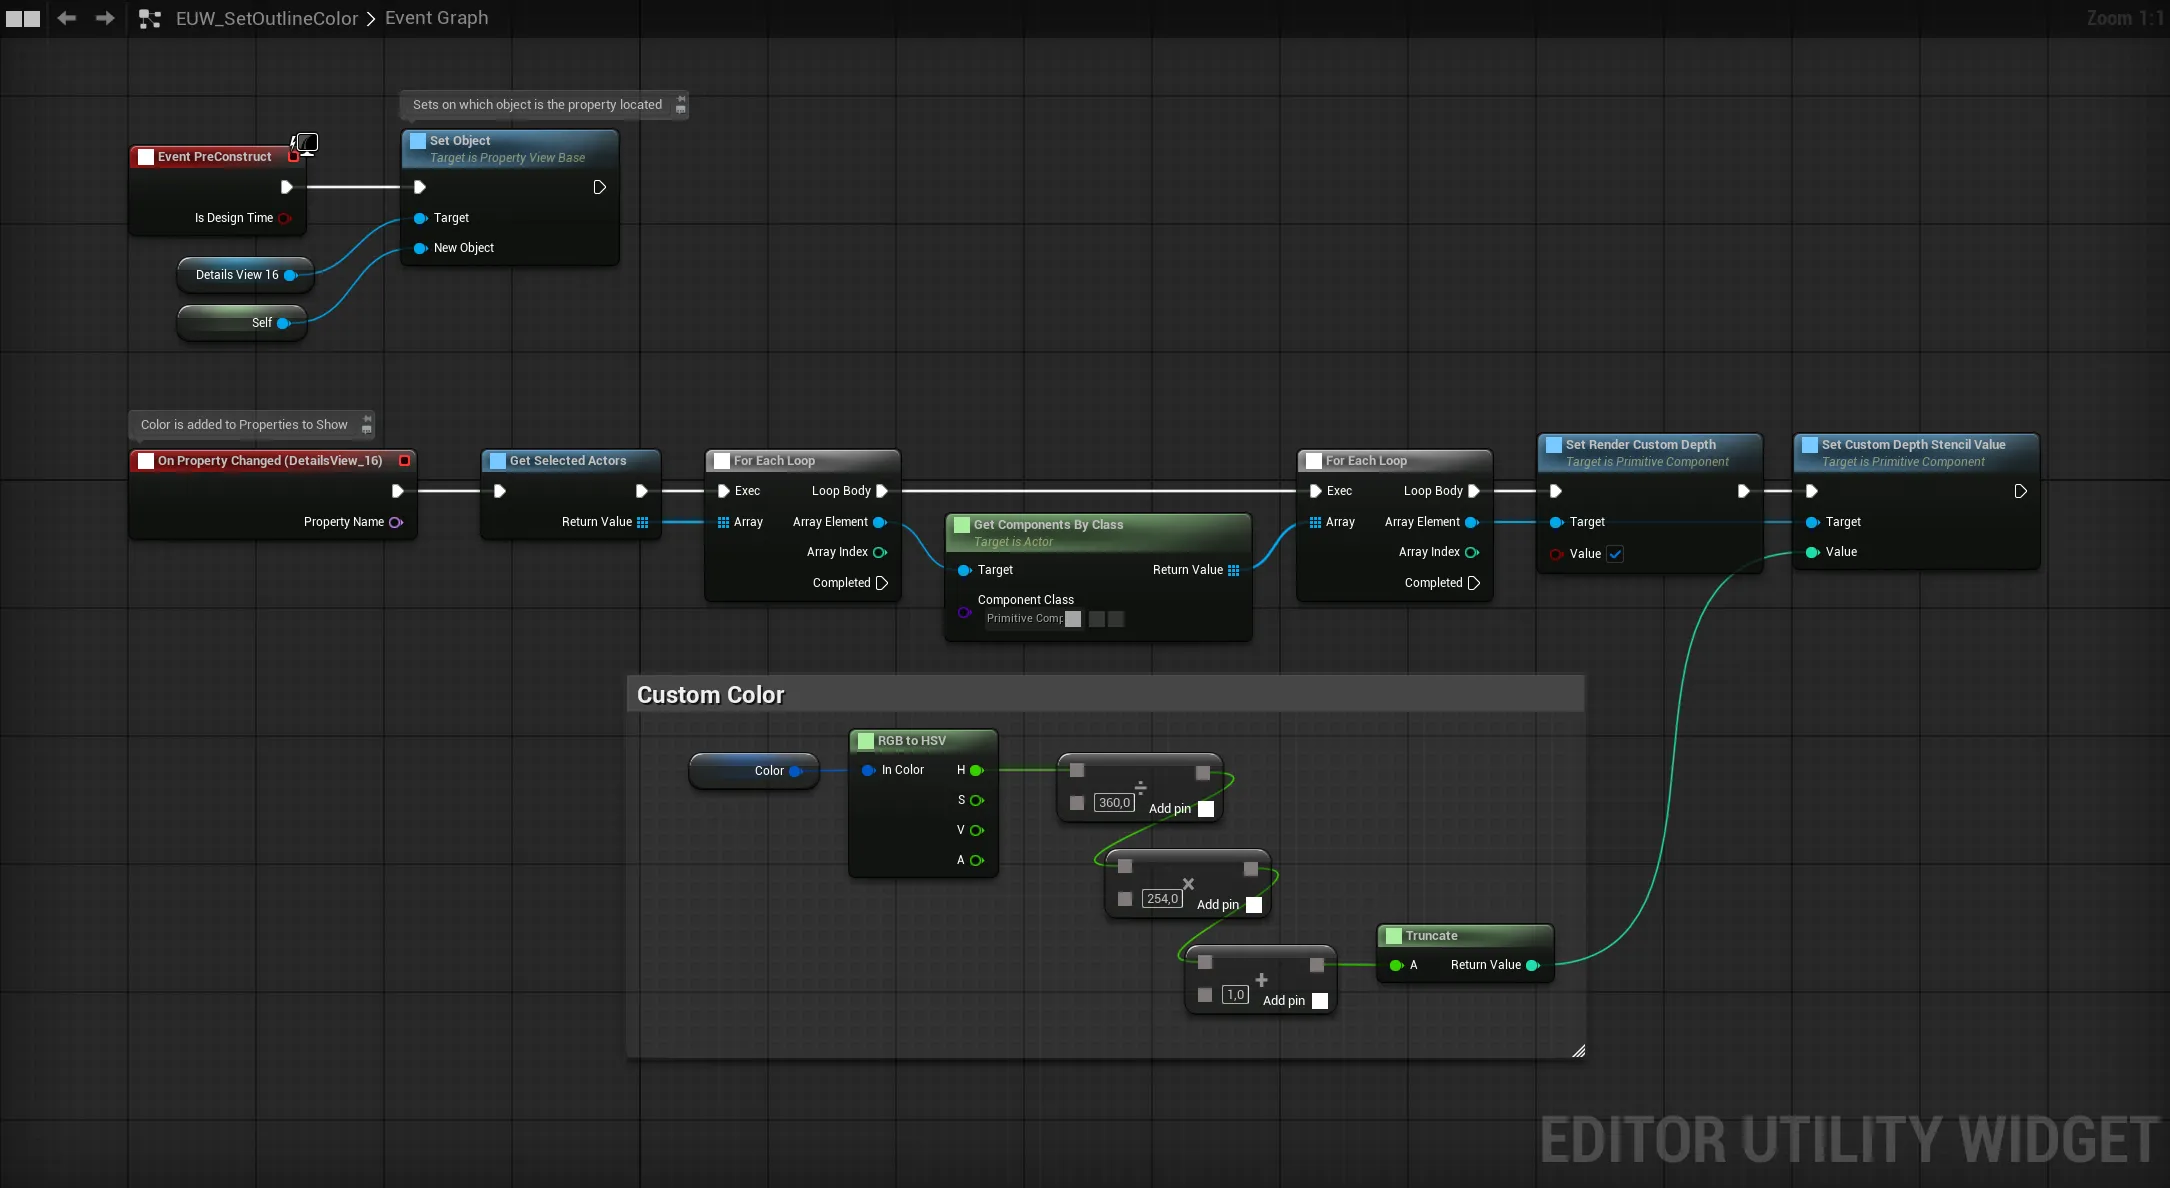 EUW_SetOutlineColor > Event Graph
Zoom 1:1
Sets on which object is the property located
Event PreConstruct
Is Design Time
Set Object
Target is Property View Base
Target
New Object
Details View 16
Self
Color is added to Properties to Show
On Property Changed (DetailsView_16)
Property Name
Get Selected Actors
Return Value
For Each Loop
Exec Loop Body
Array Array Element
Array Index
Completed
Get Components By Class
Target is Actor
Target Return Value
Component Class
Primitive Comp
For Each Loop
Exec Loop Body
Array Array Element
Array Index
Completed
Set Render Custom Depth
Target is Primitive Component
Target
Value
Set Custom Depth Stencil Value
Target is Primitive Component
Target
Value
Custom Color
Color
RGB to HSV
In Color H
S
V
A
÷
360,0 Add pin
×
254,0 Add pin
+
1,0 Add pin
Truncate
A Return Value
EDITOR UTILITY WIDGET